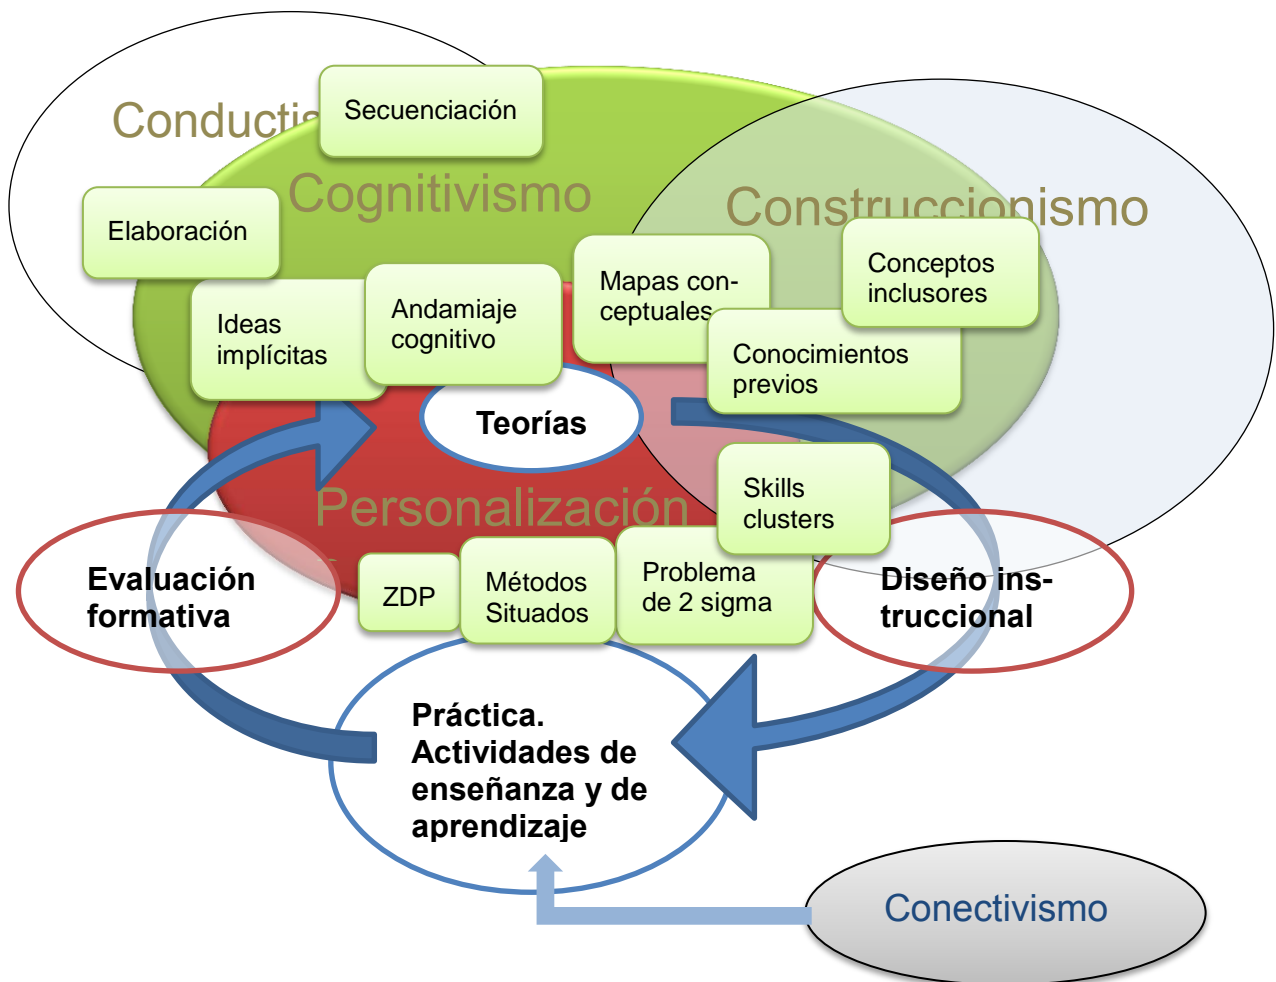 Conductis
Secuenciación
Cognitivismo
Construccionismo
Elaboración
Ideas
implícitas
Andamiaje
cognitivo
Mapas con-
ceptuales
Conceptos
inclusores
Conocimientos
previos
Teorías
Personalización
Skills
clusters
Evaluación
formativa
ZDP
Métodos
Situados
Problema
de 2 sigma
Diseño ins-
truccional
Práctica.
Actividades de
enseñanza y de
aprendizaje
Conectivismo